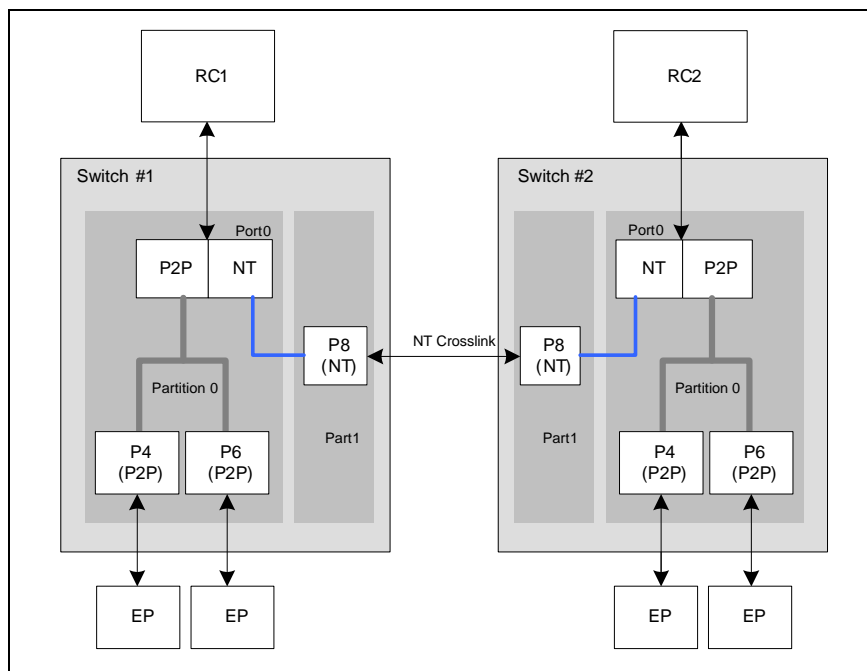 RC1
RC2
Switch #1
Switch #2
Port0
Port0
P2P
NT
NT
P2P
P8
(NT)
NT Crosslink
P8
(NT)
Partition 0
Partition 0
Part1
Part1
P4
(P2P)
P6
(P2P)
P4
(P2P)
P6
(P2P)
EP
EP
EP
EP